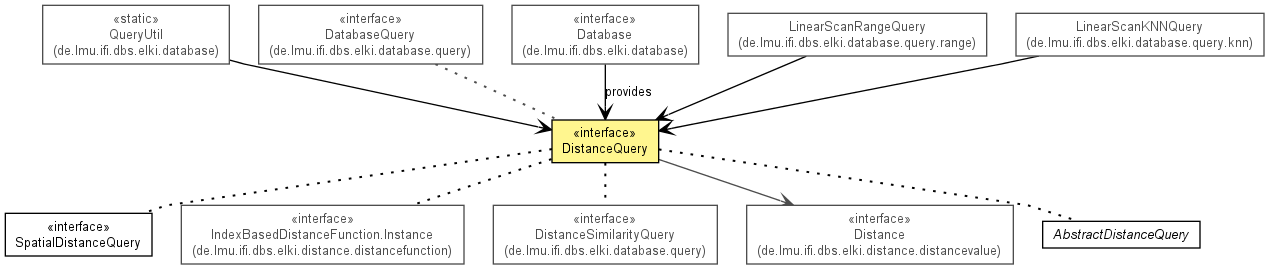 «static»
QueryUtil
(de.lmu.ifi.dbs.elki.database)
«interface»
DatabaseQuery
(de.lmu.ifi.dbs.elki.database.query)
«interface»
Database
(de.lmu.ifi.dbs.elki.database)
LinearScanRangeQuery
(de.lmu.ifi.dbs.elki.database.query.range)
LinearScanKNNQuery
(de.lmu.ifi.dbs.elki.database.query.knn)
provides
«interface»
DistanceQuery
«interface»
SpatialDistanceQuery
«interface»
IndexBasedDistanceFunction.Instance
(de.lmu.ifi.dbs.elki.distance.distancefunction)
«interface»
DistanceSimilarityQuery
(de.lmu.ifi.dbs.elki.database.query)
«interface»
Distance
(de.lmu.ifi.dbs.elki.distance.distancevalue)
AbstractDistanceQuery